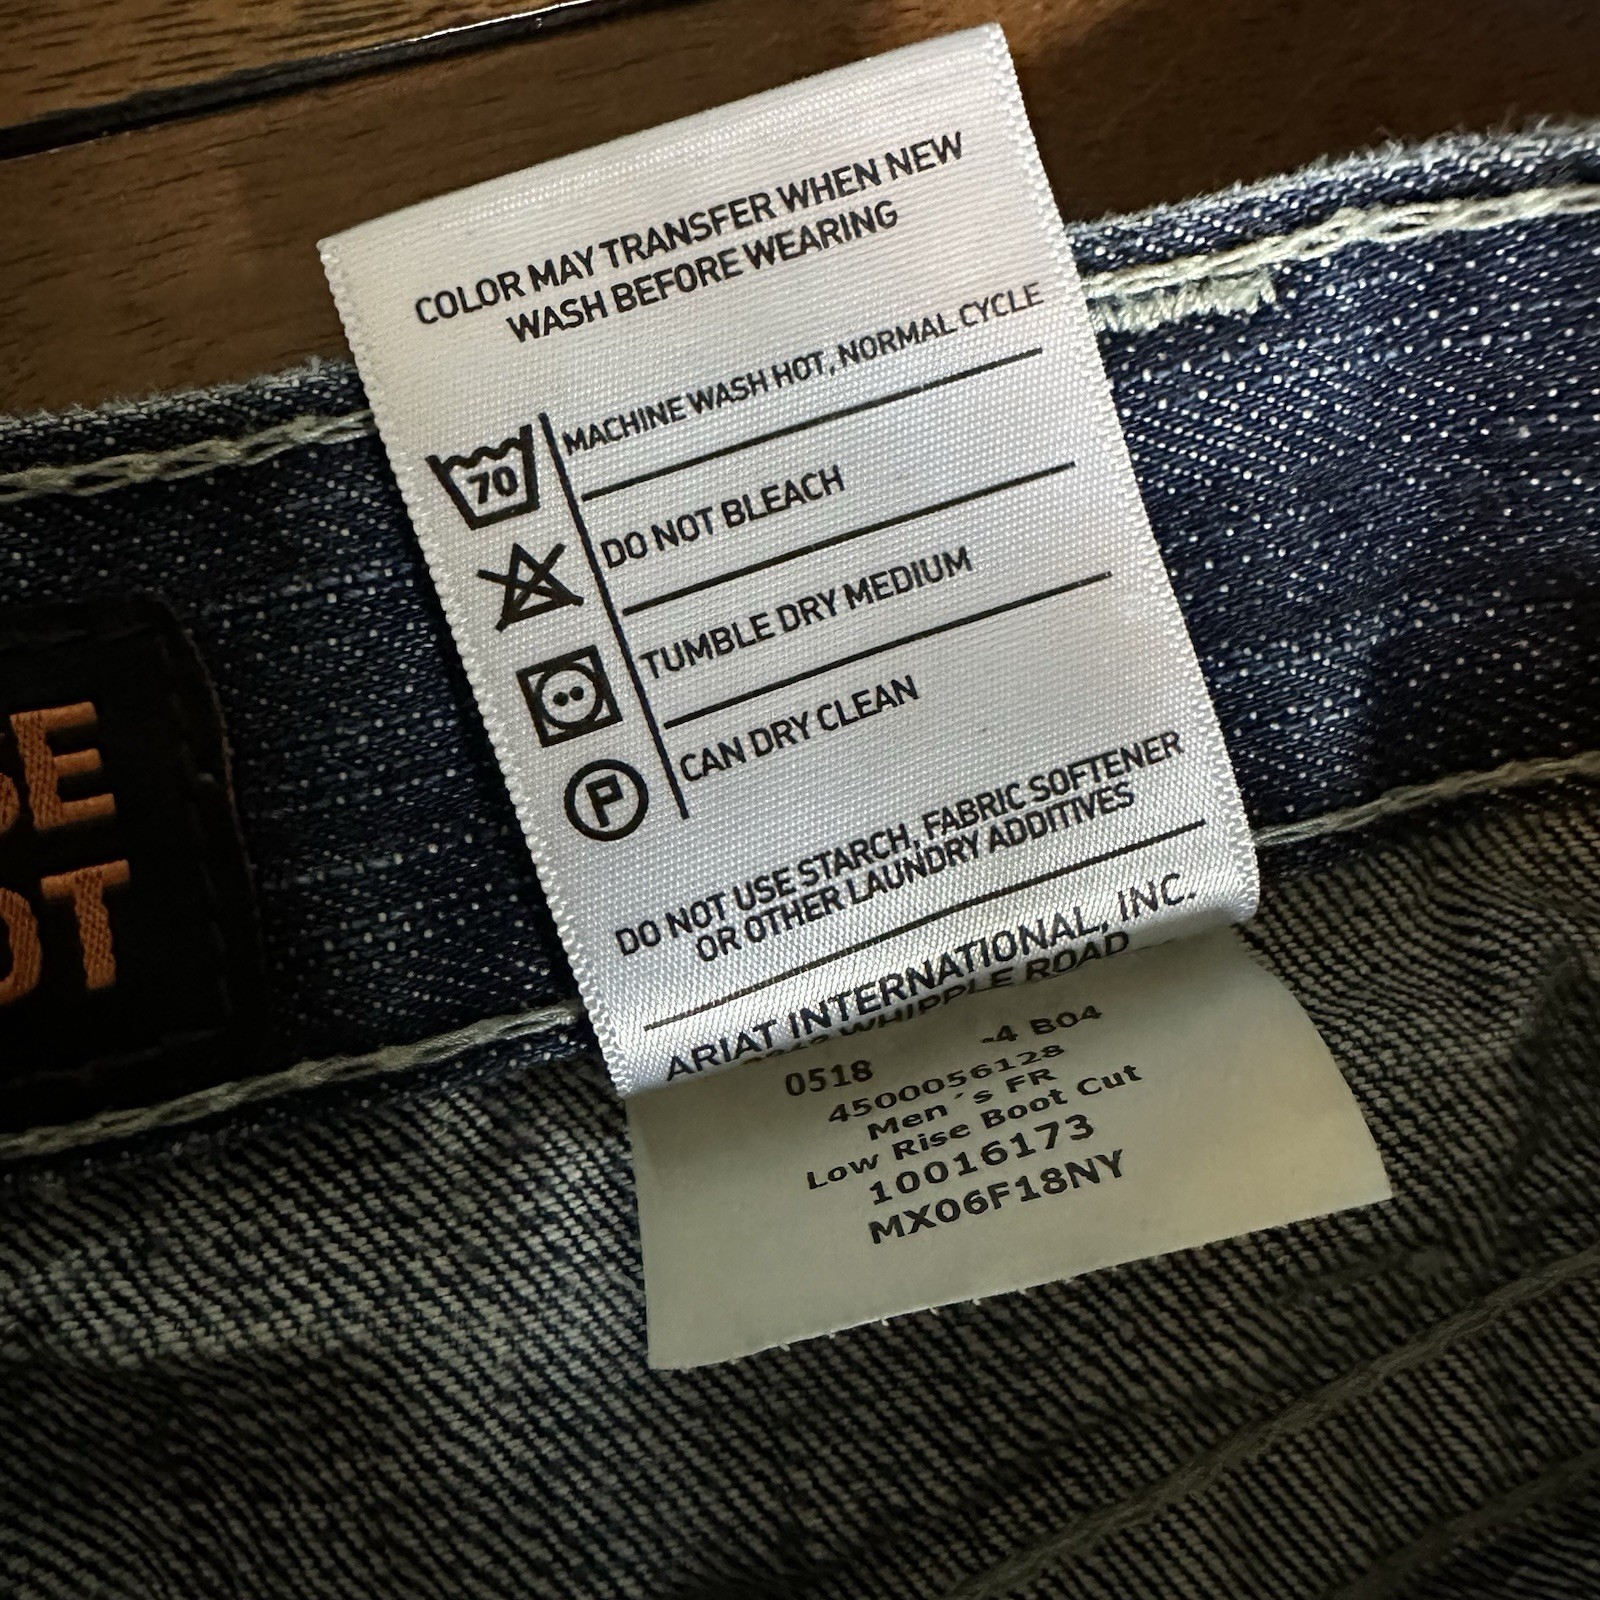 COLOR MAY TRANSFER WHEN NEW
WASH BEFORE WEARING
70
MACHINE WASH HOT, NORMAL CYCLE
DO NOT BLEACH
TUMBLE DRY MEDIUM
P
CAN DRY CLEAN
DO NOT USE STARCH, FABRIC SOFTENER
OR OTHER LAUNDRY ADDITIVES
ARIAT INTERNATIONAL, INC.
WHIPPLE ROAD
0518 -4 B04
4500056128
Men´s FR
Low Rise Boot Cut
10016173
MX06F18NY
SE
OT